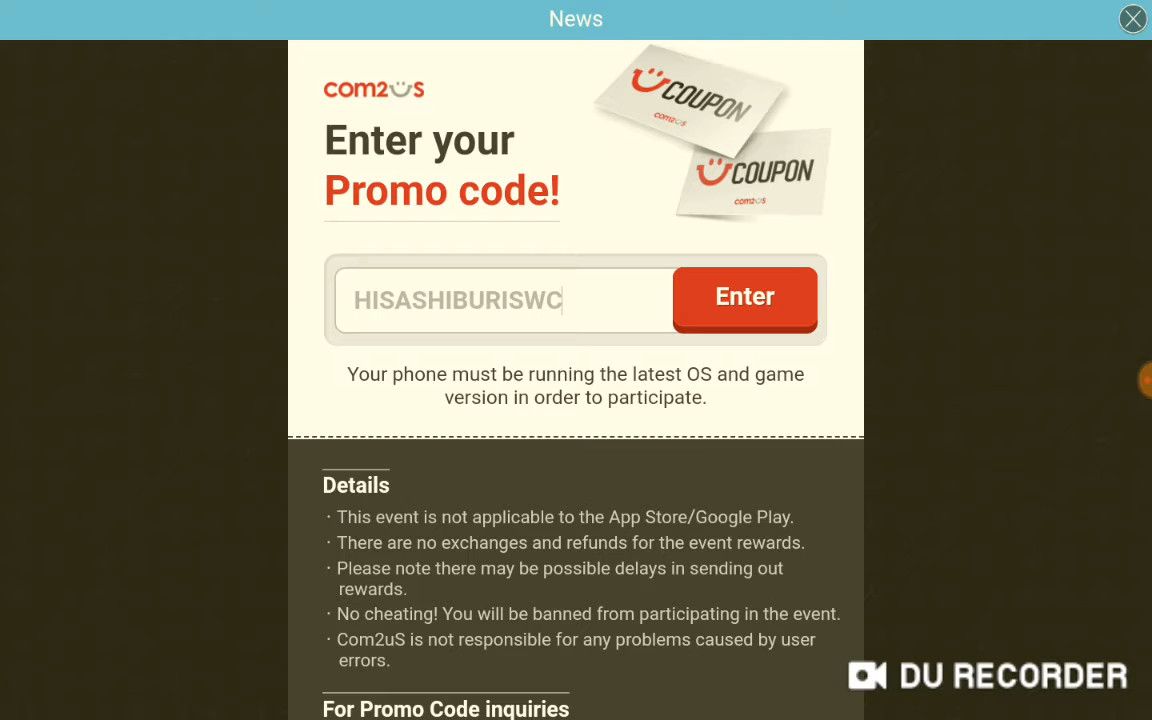 News
com2us
COUPON
com2us
COUPON
com2us
Enter your
Promo code!
HISASHIBURISWC
Enter
Your phone must be running the latest OS and game
version in order to participate.
Details
· This event is not applicable to the App Store/Google Play.
· There are no exchanges and refunds for the event rewards.
· Please note there may be possible delays in sending out
rewards.
· No cheating! You will be banned from participating in the event.
· Com2uS is not responsible for any problems caused by user
errors.
DU RECORDER
For Promo Code inquiries